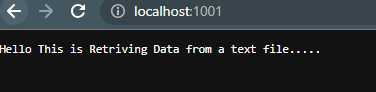 localhost:1001
Hello This is Retriving Data from a text file.....